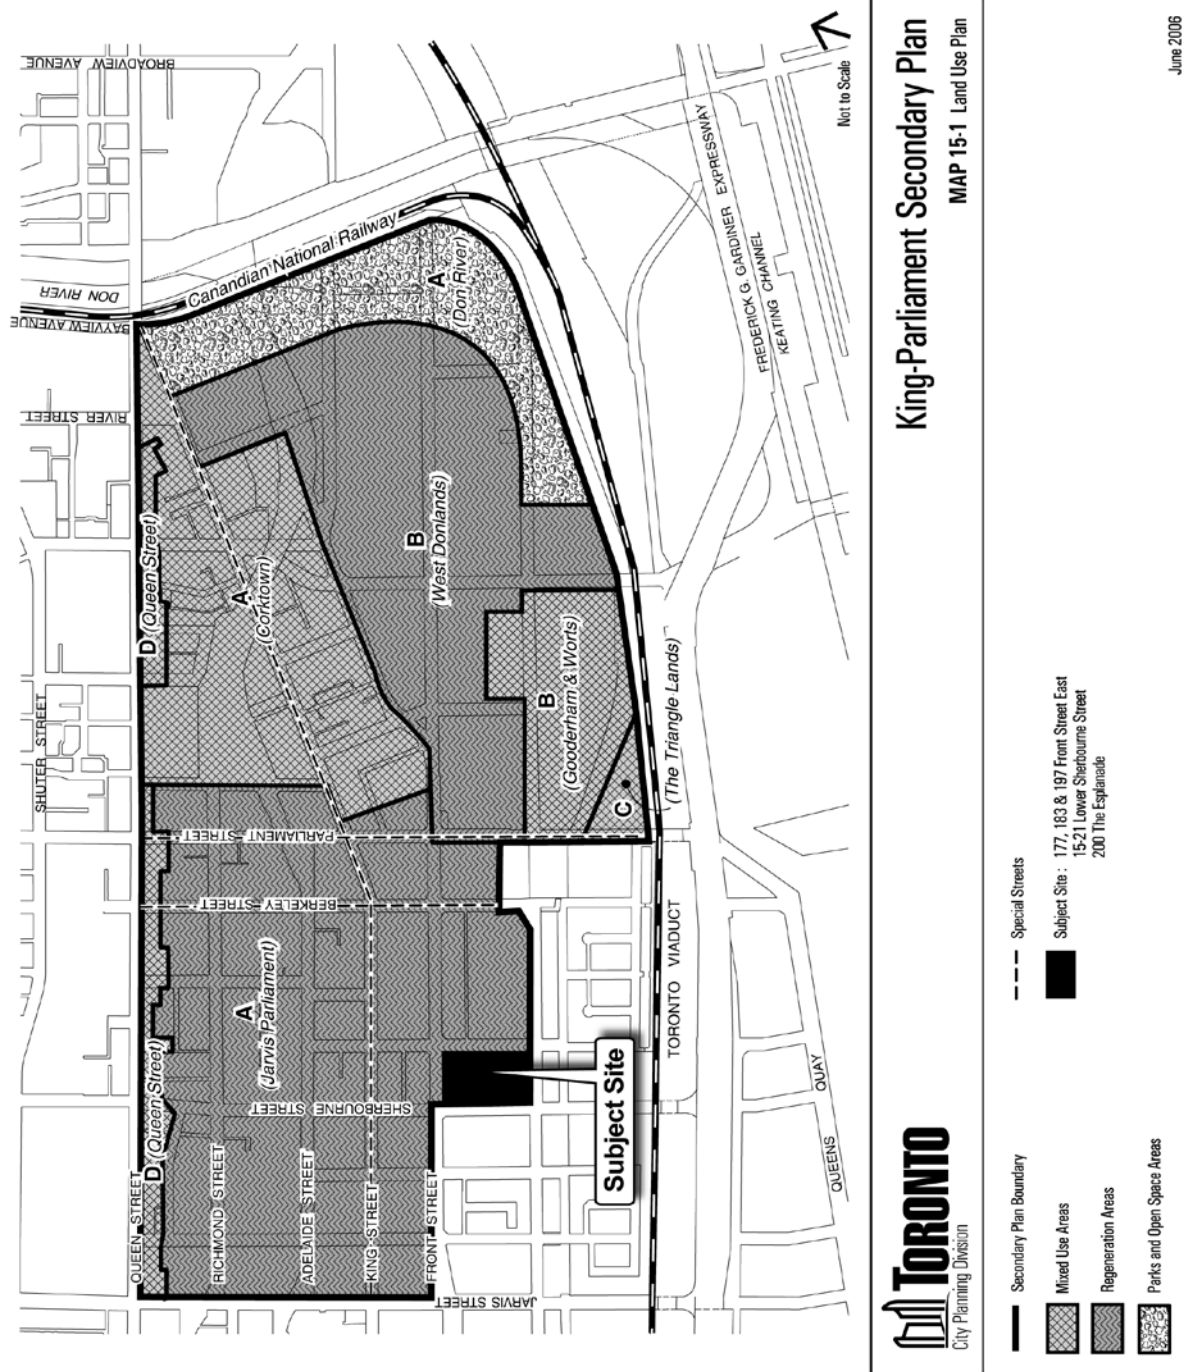 BROADVIEW AVENUE
DON RIVER
BAYVIEW AVENUE
RIVER STREET
SHUTER STREET
Canandian National Railway
A
(Don River)
D (Queen Street)
A
(Corktown)
B
(West Donlands)
B
(Gooderham & Worts)
C
(The Triangle Lands)
PARLIAMENT STREET
BERKELEY STREET
A
(Jarvis Parliament)
D (Queen Street)
SHERBOURNE STREET
QUEEN STREET
RICHMOND STREET
ADELAIDE STREET
KING STREET
FRONT STREET
JARVIS STREET
Subject Site
TORONTO VIADUCT
QUEENS QUAY
FREDERICK G. GARDINER EXPRESSWAY
KEATING CHANNEL
Not to Scale
TORONTO
City Planning Division
King-Parliament Secondary Plan
MAP 15-1 Land Use Plan
Secondary Plan Boundary
Mixed Use Areas
Regeneration Areas
Parks and Open Space Areas
Special Streets
Subject Site : 177, 183 & 197 Front Street East
15-21 Lower Sherbourne Street
200 The Esplanade
June 2006